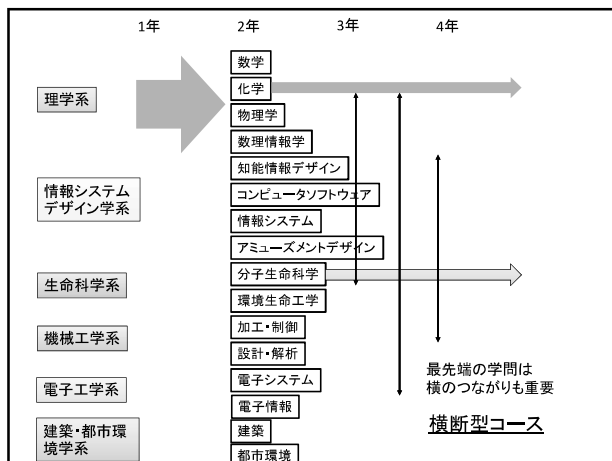 1年
2年
3年
4年
数学
化学
物理学
数理情報学
知能情報デザイン
コンピュータソフトウェア
情報システム
アミューズメントデザイン
分子生命科学
環境生命工学
加工・制御
設計・解析
電子システム
電子情報
建築
都市環境
理学系
情報システム
デザイン学系
生命科学系
機械工学系
電子工学系
建築・都市環
境学系
最先端の学問は
横のつながりも重要
横断型コース